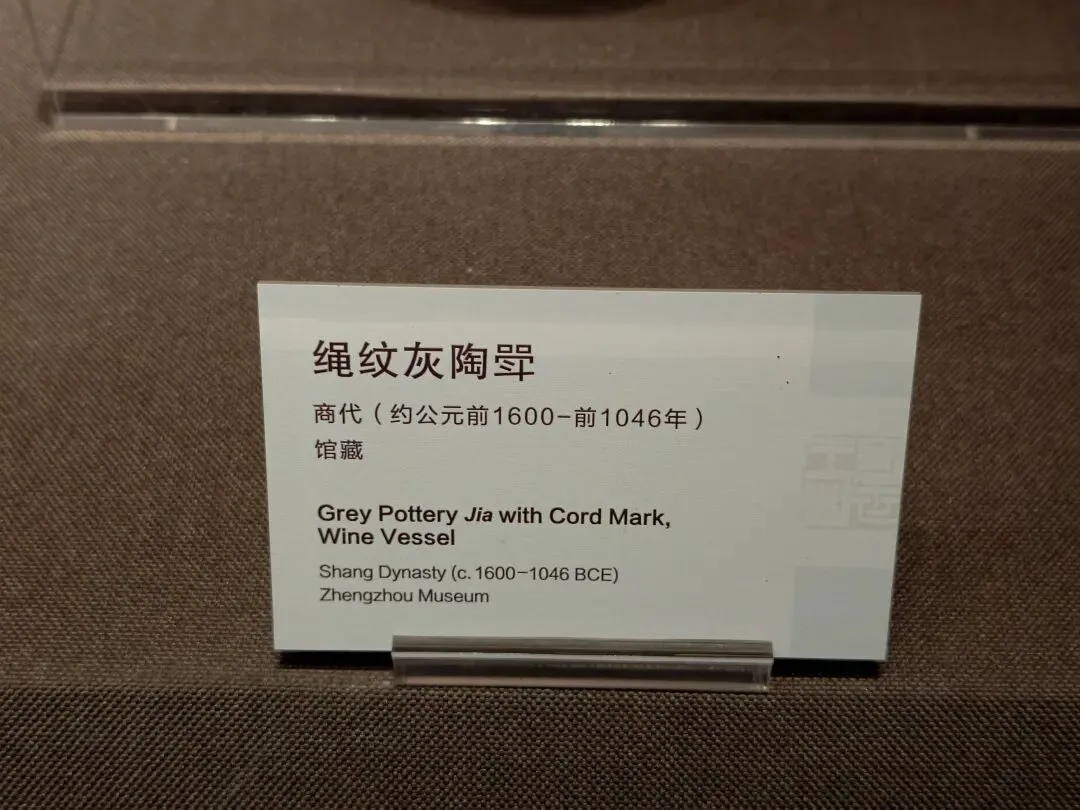 绳纹灰陶斝
商代（约公元前1600-前1046年）
馆藏
Grey Pottery Jia with Cord Mark,
Wine Vessel
Shang Dynasty (c. 1600-1046 BCE)
Zhengzhou Museum